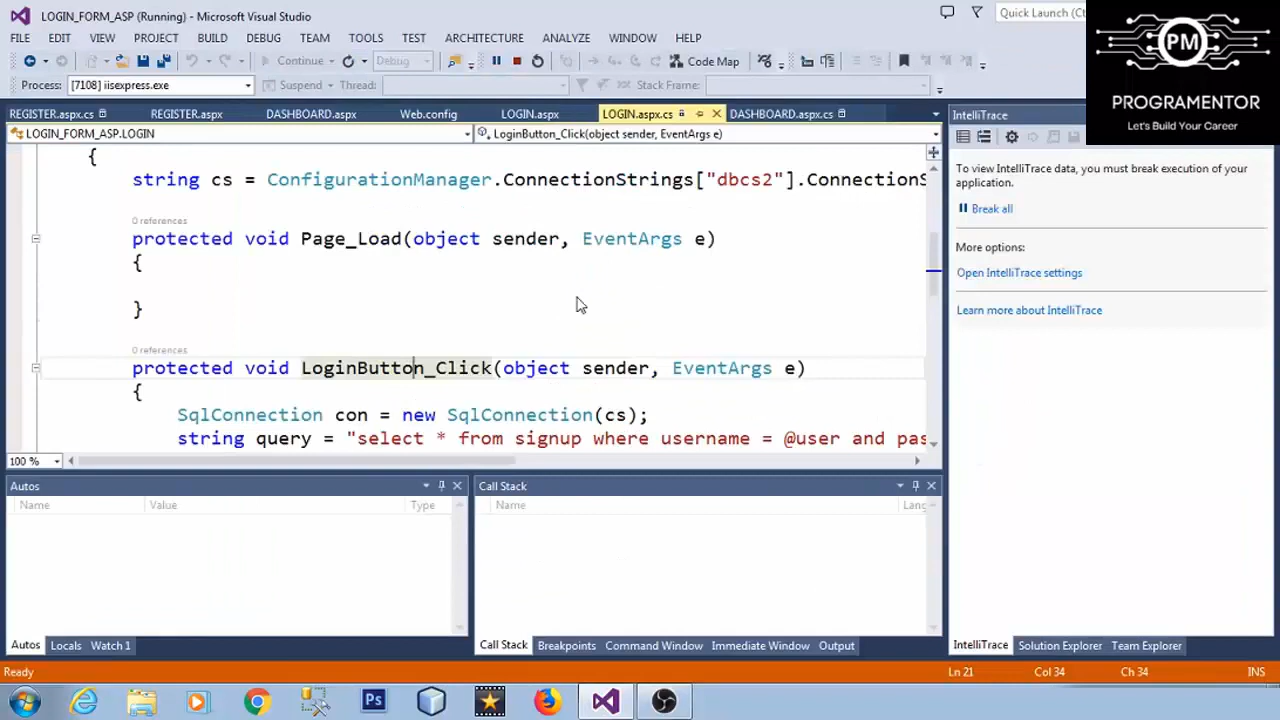 LOGIN_FORM_ASP (Running) - Microsoft Visual Studio
Quick Launch (Ct
FILE EDIT VIEW PROJECT BUILD DEBUG TEAM TOOLS TEST ARCHITECTURE ANALYZE WINDOW HELP
Continue Debug Code Map
Process: [7108] iisexpress.exe Suspend Thread: Stack Frame:
PM
PROGRAMENTOR
Let's Build Your Career
REGISTER.aspx.cs REGISTER.aspx DASHBOARD.aspx Web.config LOGIN.aspx LOGIN.aspx.cs DASHBOARD.aspx.cs
LOGIN_FORM_ASP.LOGIN LoginButton_Click(object sender, EventArgs e)
{
string cs = ConfigurationManager.ConnectionStrings["dbcs2"].ConnectionS
0 references
protected void Page_Load(object sender, EventArgs e)
{
}
0 references
protected void LoginButton_Click(object sender, EventArgs e)
{
SqlConnection con = new SqlConnection(cs);
string query = "select * from signup where username = @user and pas
100 %
IntelliTrace
To view IntelliTrace data, you must break execution of your
application.
Break all
More options:
Open IntelliTrace settings
Learn more about IntelliTrace
Autos
Name Value Type
Call Stack
Name Lang
Autos Locals Watch 1
Call Stack Breakpoints Command Window Immediate Window Output
IntelliTrace Solution Explorer Team Explorer
Ready Ln 21 Col 34 Ch 34 INS
Ps